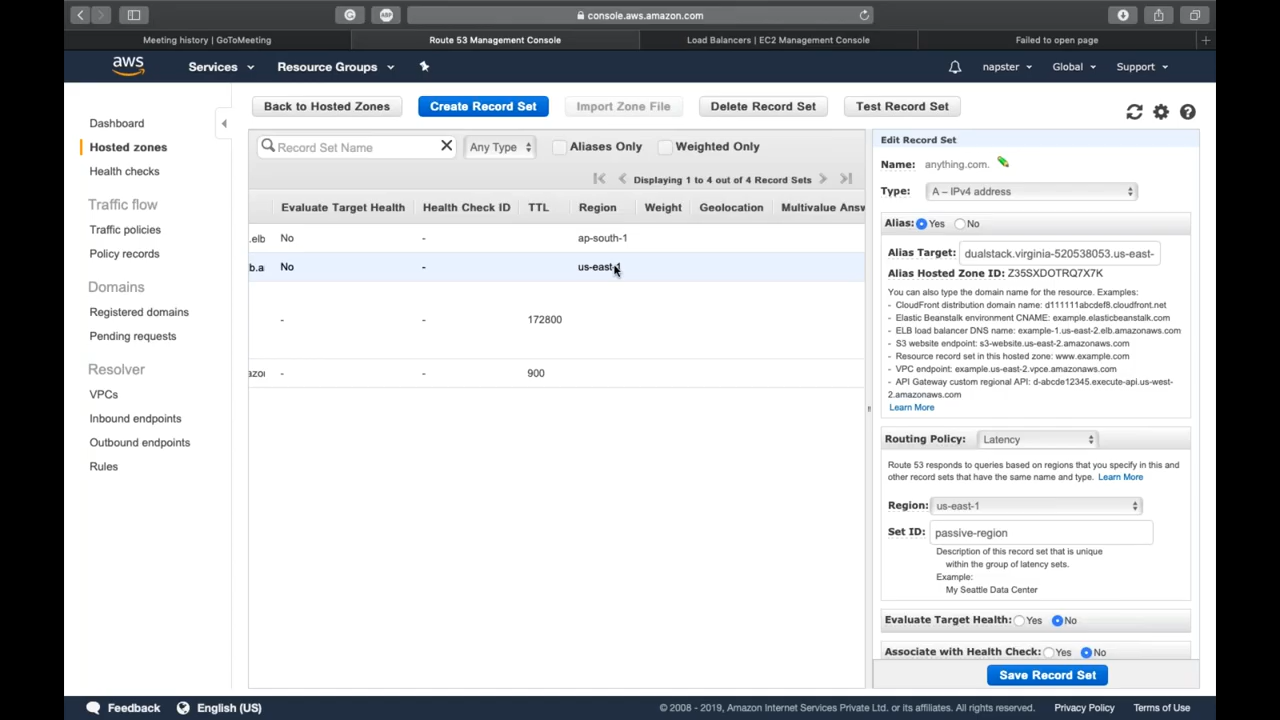 console.aws.amazon.com
Meeting history | GoToMeeting
Route 53 Management Console
Load Balancers | EC2 Management Console
Failed to open page
aws
Services
Resource Groups
napster
Global
Support
Dashboard
Hosted zones
Health checks
Traffic flow
Traffic policies
Policy records
Domains
Registered domains
Pending requests
Resolver
VPCs
Inbound endpoints
Outbound endpoints
Rules
Back to Hosted Zones
Create Record Set
Import Zone File
Delete Record Set
Test Record Set
Record Set Name
Any Type
Aliases Only
Weighted Only
Displaying 1 to 4 out of 4 Record Sets
Evaluate Target Health Health Check ID TTL Region Weight Geolocation Multivalue Answ
.elb No - ap-south-1
b.a No - us-east-1
- - 172800
azon - - 900
Edit Record Set
Name: anything.com.
Type: A – IPv4 address
Alias: Yes No
Alias Target: dualstack.virginia-520538053.us-east-
Alias Hosted Zone ID: Z35SXDOTRQ7X7K
You can also type the domain name for the resource. Examples:
- CloudFront distribution domain name: d111111abcdef8.cloudfront.net
- Elastic Beanstalk environment CNAME: example.elasticbeanstalk.com
- ELB load balancer DNS name: example-1.us-east-2.elb.amazonaws.com
- S3 website endpoint: s3-website.us-east-2.amazonaws.com
- Resource record set in this hosted zone: www.example.com
- VPC endpoint: example.us-east-2.vpce.amazonaws.com
- API Gateway custom regional API: d-abcde12345.execute-api.us-west-
2.amazonaws.com
Learn More
Routing Policy: Latency
Route 53 responds to queries based on regions that you specify in this and
other record sets that have the same name and type. Learn More
Region: us-east-1
Set ID: passive-region
Description of this record set that is unique
within the group of latency sets.
Example:
My Seattle Data Center
Evaluate Target Health: Yes No
Associate with Health Check: Yes No
Save Record Set
Feedback
English (US)
© 2008 - 2019, Amazon Internet Services Private Ltd. or its affiliates. All rights reserved.
Privacy Policy
Terms of Use